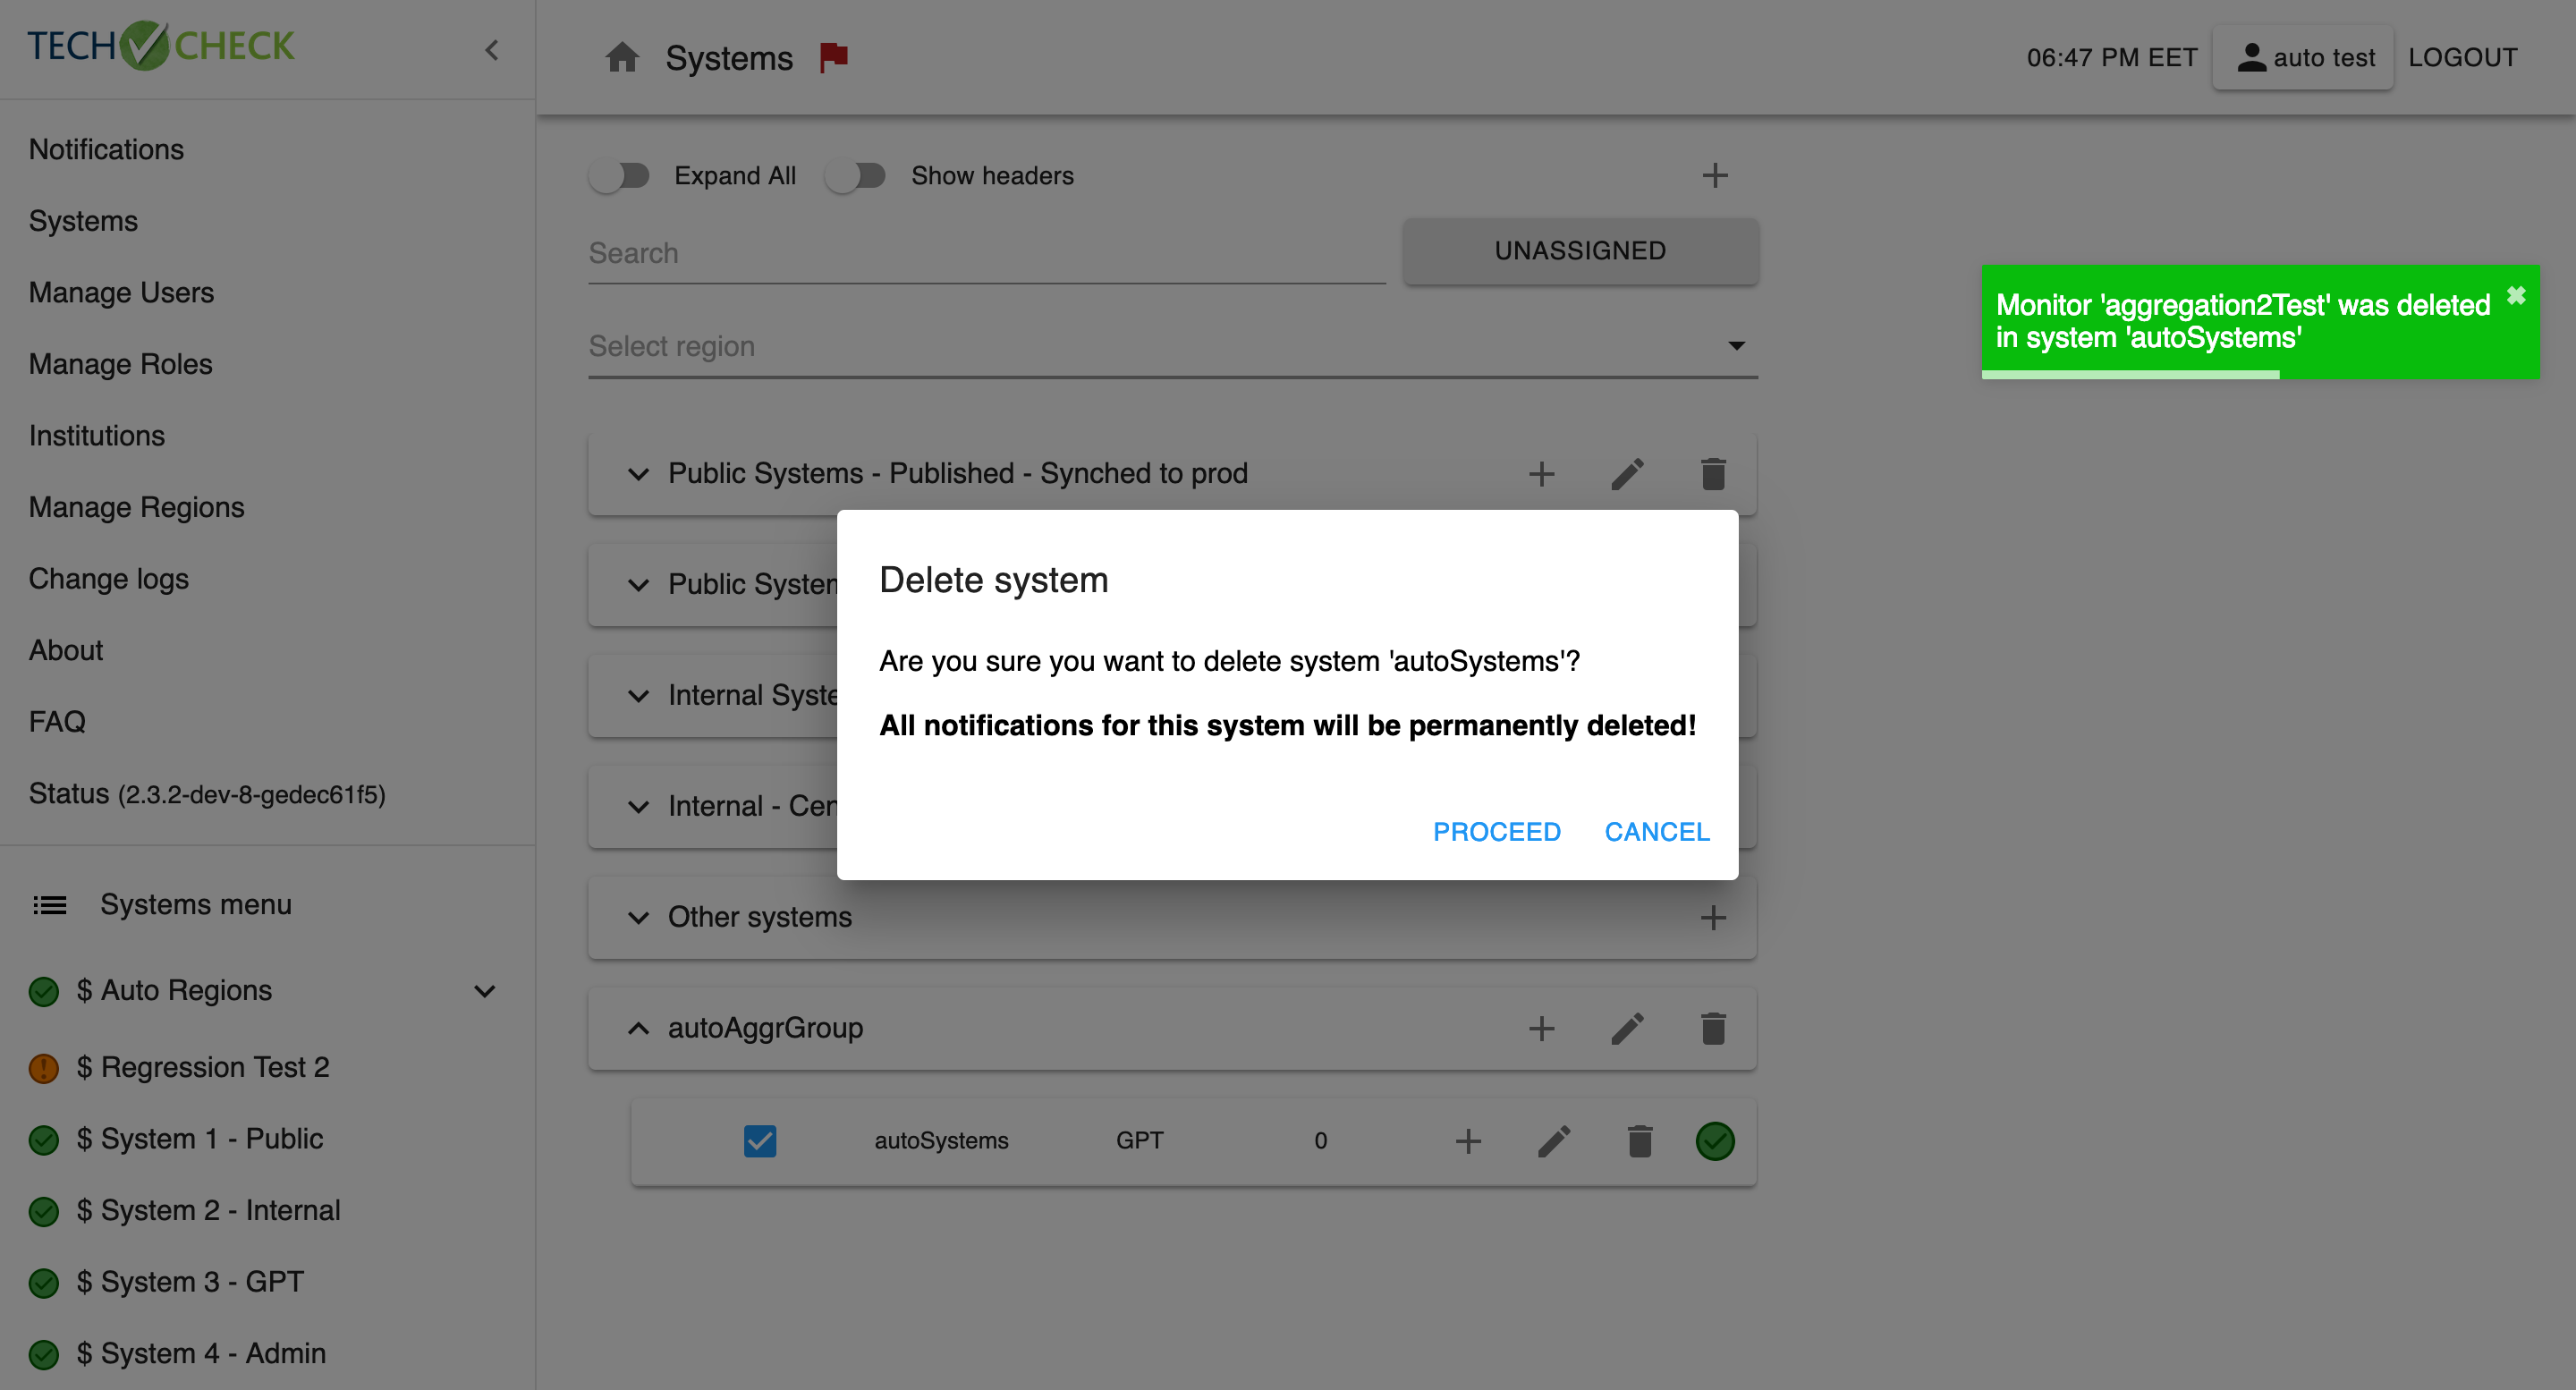 TECH CHECK
Systems
06:47 PM EET
auto test
LOGOUT
Notifications
Systems
Manage Users
Manage Roles
Institutions
Manage Regions
Change logs
About
FAQ
Status (2.3.2-dev-8-gedec61f5)
Systems menu
$ Auto Regions
$ Regression Test 2
$ System 1 - Public
$ System 2 - Internal
$ System 3 - GPT
$ System 4 - Admin
Expand All
Show headers
Search
UNASSIGNED
Select region
Monitor 'aggregation2Test' was deleted
in system 'autoSystems'
Public Systems - Published - Synched to prod
Public System
Internal Syste
Internal - Cen
Delete system
Are you sure you want to delete system 'autoSystems'?
All notifications for this system will be permanently deleted!
PROCEED
CANCEL
Other systems
autoAggrGroup
autoSystems
GPT
0